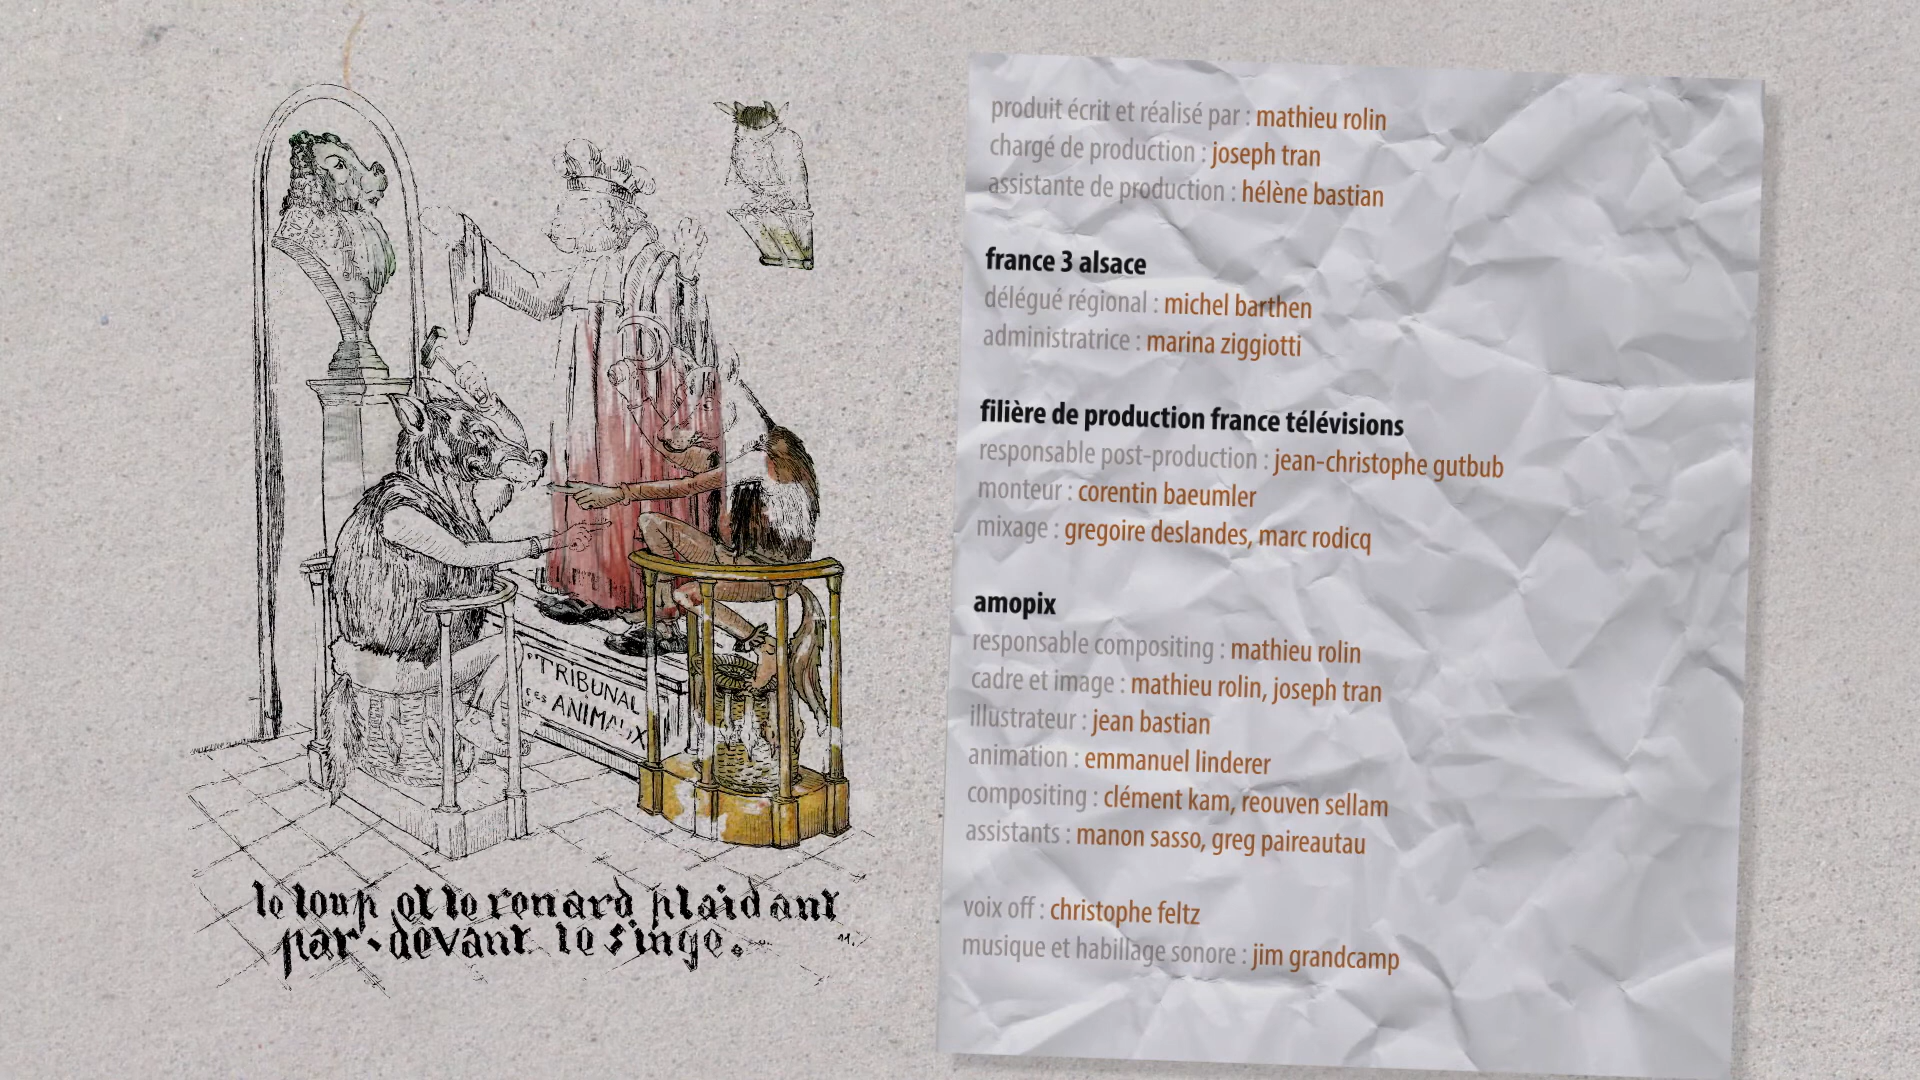 "TRIBUNAL
des ANIMAUX
le loup et le renard plaidant
par-devant le singe.
produit écrit et réalisé par : mathieu rolin
chargé de production : joseph tran
assistante de production : hélène bastian
france 3 alsace
délégué régional : michel barthen
administratrice : marina ziggiotti
filière de production france télévisions
responsable post-production : jean-christophe gutbub
monteur : corentin baeumler
mixage : gregoire deslandes, marc rodicq
amopix
responsable compositing : mathieu rolin
cadre et image : mathieu rolin, joseph tran
illustrateur : jean bastian
animation : emmanuel linderer
compositing : clément kam, reouven sellam
assistants : manon sasso, greg paireautau
voix off : christophe feltz
musique et habillage sonore : jim grandcamp